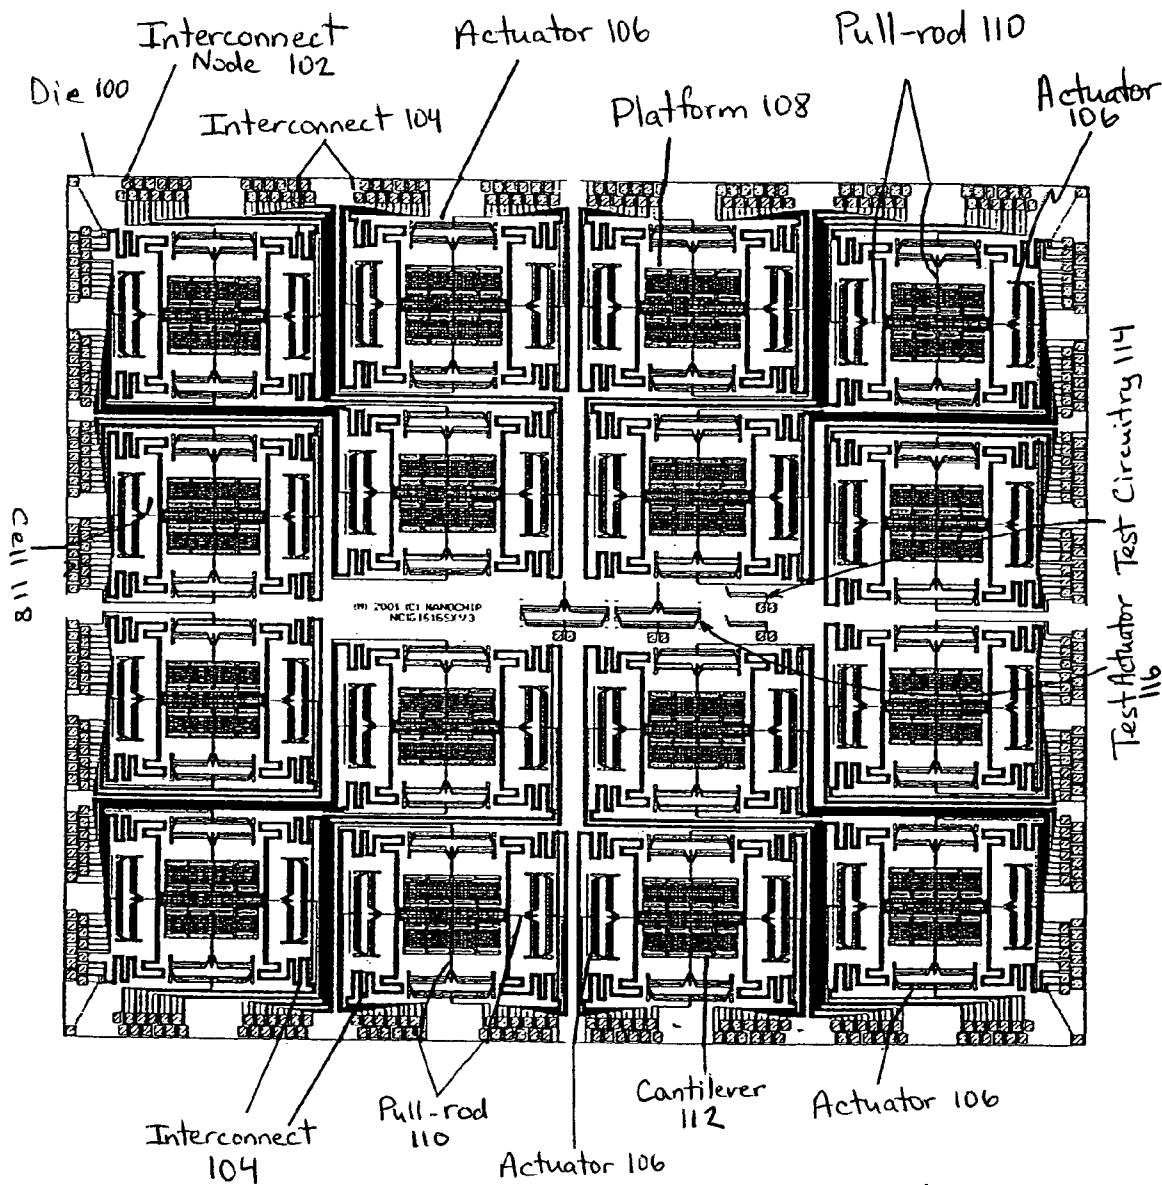 Interconnect
Node 102
Actuator 106
Pull-rod 110
Die 100
Interconnect 104
Platform 108
Actuator
106
Test Circuitry 114
Cell 118
(M) 2001 (C) NANOCHIP
Test Actuator
116
Pull-rod
110
Cantilever
112
Actuator 106
Interconnect
104
Actuator 106